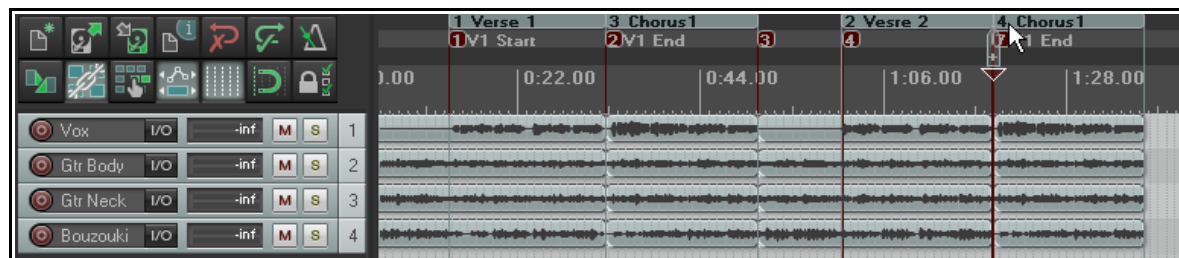 1 Verse 1 3 Chorus1 2 Vesre 2 4 Chorus1
1 V1 Start 2 V1 End 3 4 7 1 End
0.00 0:22.00 0:44.00 1:06.00 1:28.00
Vox I/O -inf M S 1
Gtr Body I/O -inf M S 2
Gtr Neck I/O -inf M S 3
Bouzouki I/O -inf M S 4